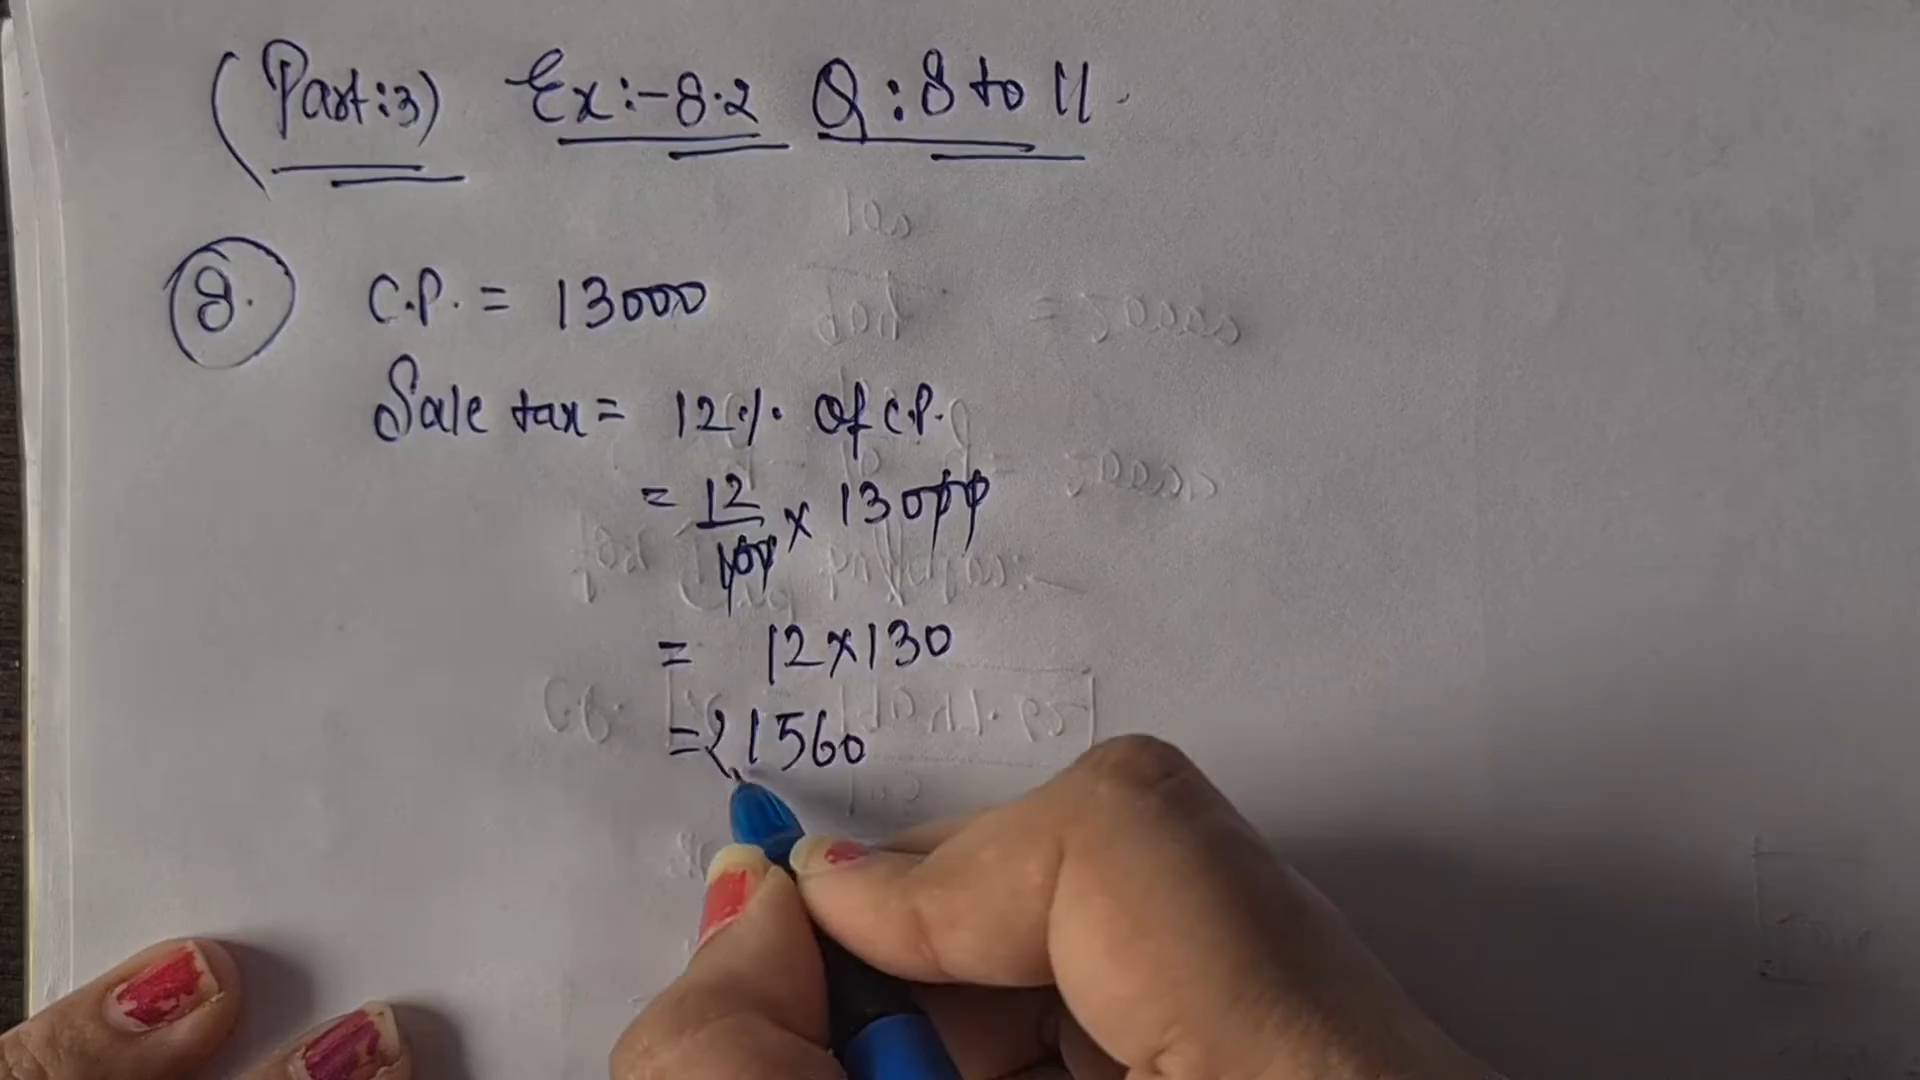 (Part:3) Ex:-8.2 Q:8 to 11.
8. C.P. = 13000
Sale tax = 12% of C.P.
= 12/100 × 13000
= 12×130
= ₹1560